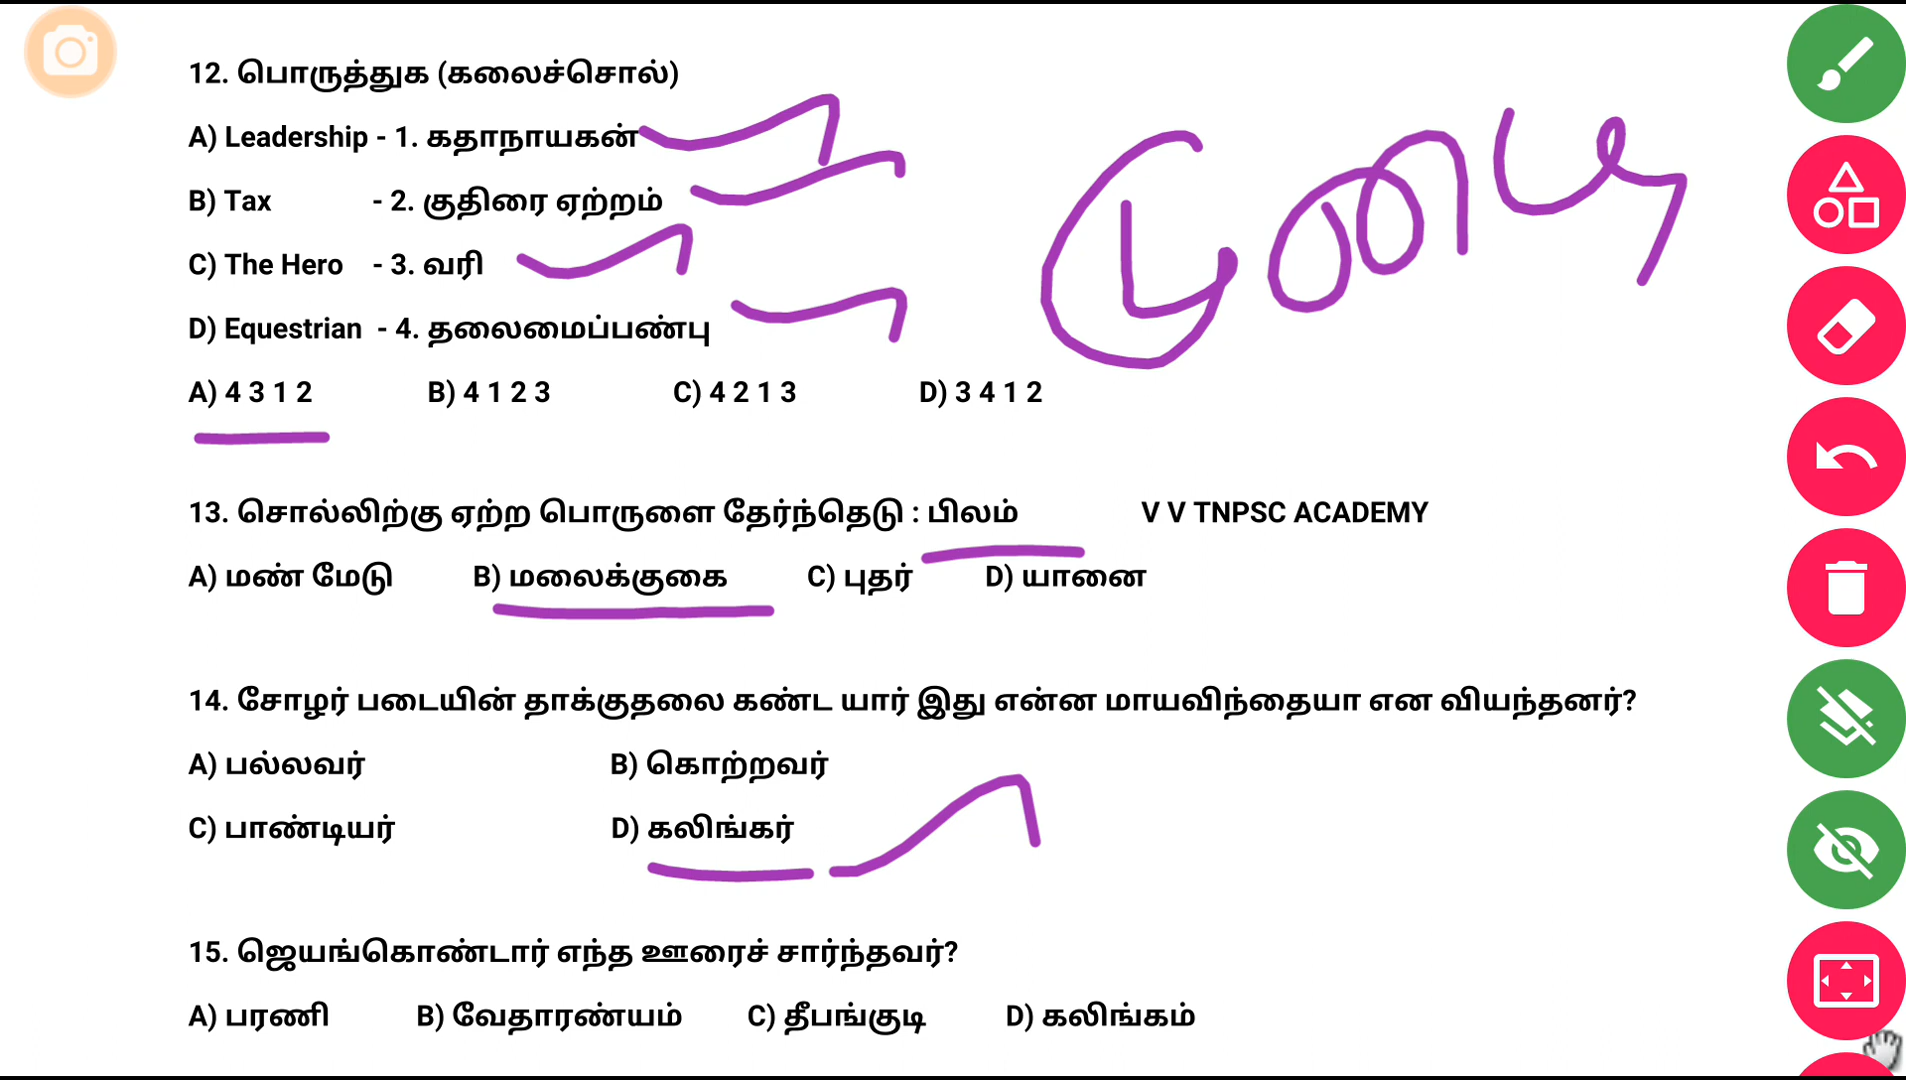 12. பொருத்துக (கலைச்சொல்)
A) Leadership - 1. கதாநாயகன்
B) Tax - 2. குதிரை ஏற்றம்
C) The Hero - 3. வரி
D) Equestrian - 4. தலைமைப்பண்பு
A) 4 3 1 2 B) 4 1 2 3 C) 4 2 1 3 D) 3 4 1 2
13. சொல்லிற்கு ஏற்ற பொருளை தேர்ந்தெடு : பிலம் V V TNPSC ACADEMY
A) மண் மேடு B) மலைக்குகை C) புதர் D) யானை
14. சோழர் படையின் தாக்குதலை கண்ட யார் இது என்ன மாயவிந்தையா என வியந்தனர்?
A) பல்லவர் B) கொற்றவர்
C) பாண்டியர் D) கலிங்கர்
15. ஜெயங்கொண்டார் எந்த ஊரைச் சார்ந்தவர்?
A) பரணி B) வேதாரண்யம் C) தீபங்குடி D) கலிங்கம்